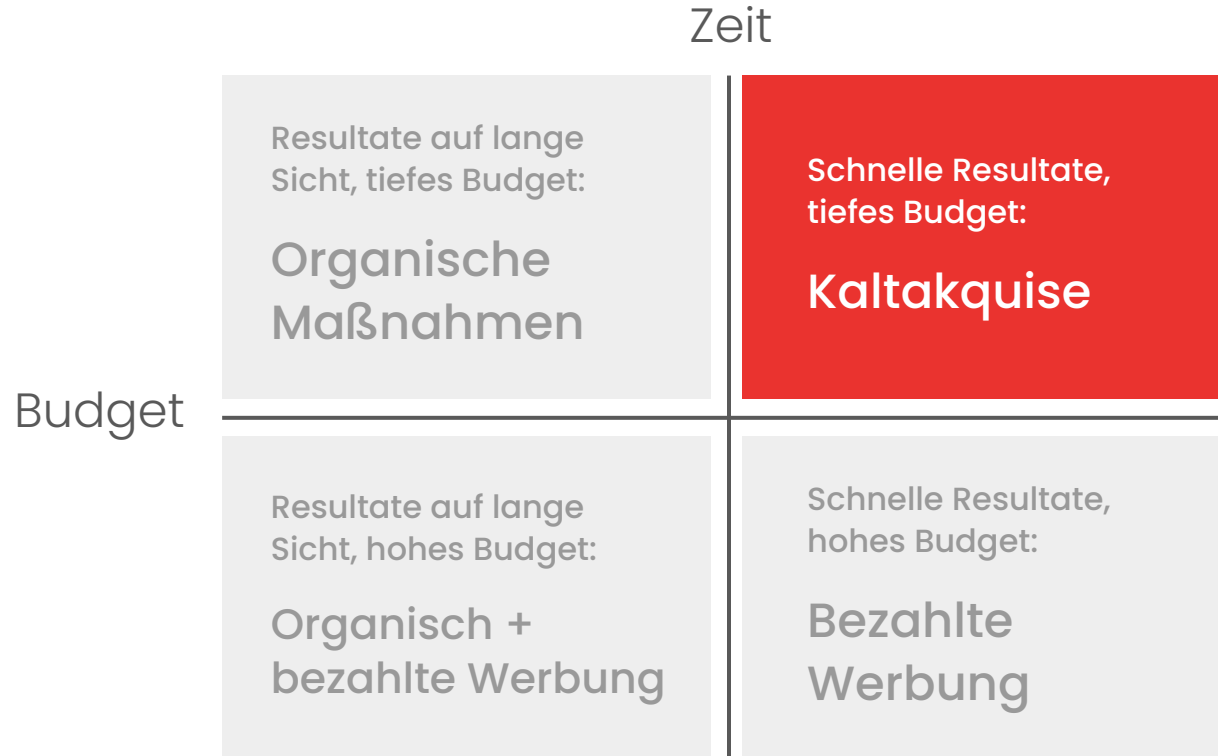 Zeit
Resultate auf lange
Sicht, tiefes Budget:
Organische
Maßnahmen
Schnelle Resultate,
tiefes Budget:
Kaltakquise
Budget
Resultate auf lange
Sicht, hohes Budget:
Organisch +
bezahlte Werbung
Schnelle Resultate,
hohes Budget:
Bezahlte
Werbung